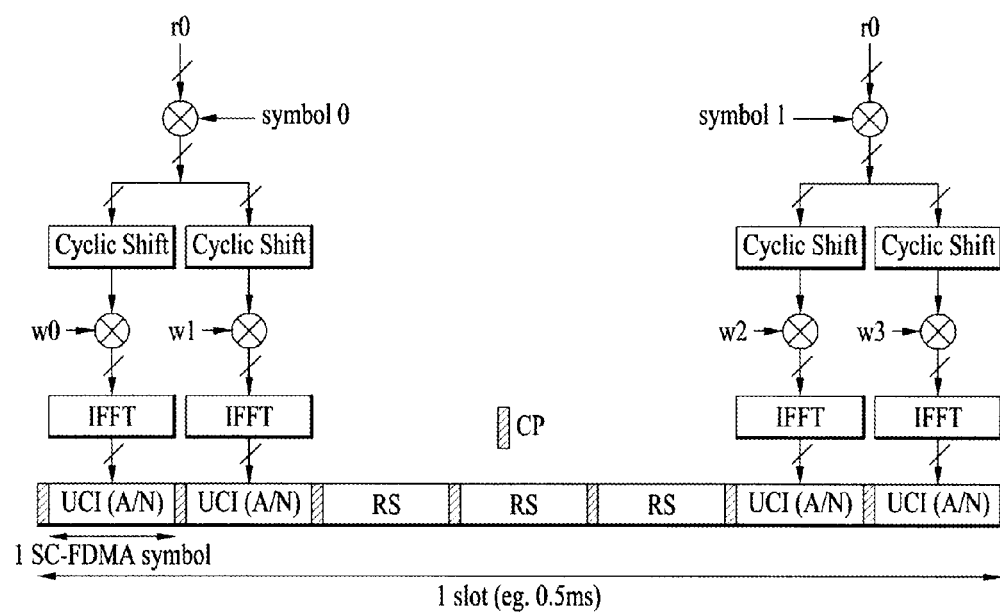 r0 r0
symbol 0 symbol 1
Cyclic Shift Cyclic Shift Cyclic Shift Cyclic Shift
w0 w1 w2 w3
IFFT IFFT IFFT IFFT
CP
UCI (A/N) UCI (A/N) RS RS RS UCI (A/N) UCI (A/N)
1 SC-FDMA symbol
1 slot (eg. 0.5ms)